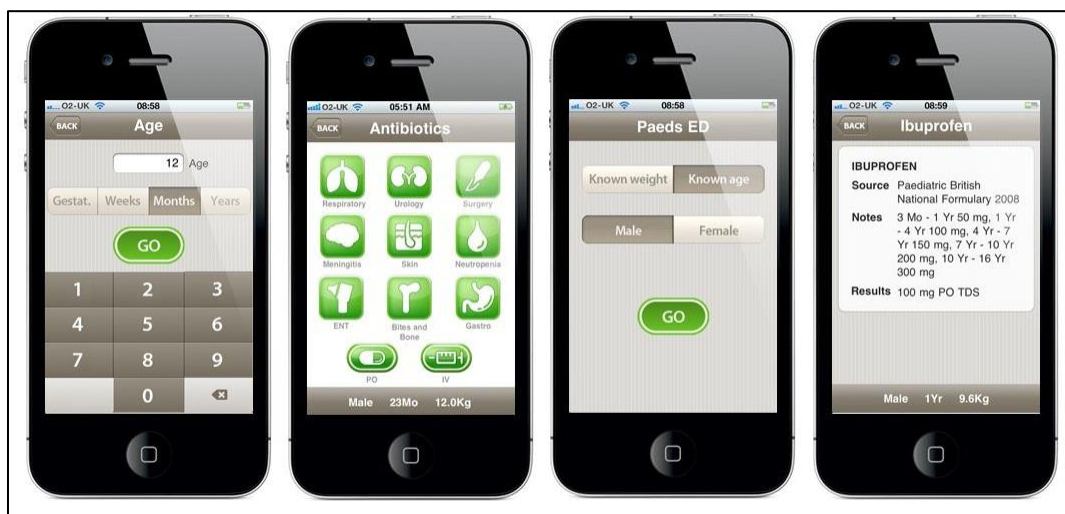 O2-UK 08:58
BACK Age
12 Age
Gestat. Weeks Months Years
GO
1 2 3
4 5 6
7 8 9
0
O2-UK 05:51 AM
BACK Antibiotics
Respiratory Urology Surgery
Meningitis Skin Neutropenia
ENT Bites and Gastro
Bone
PO IV
Male 23Mo 12.0Kg
O2-UK 08:58
Paeds ED
Known weight Known age
Male Female
GO
O2-UK 08:59
BACK Ibuprofen
IBUPROFEN
Source Paediatric British
National Formulary 2008
Notes 3 Mo - 1 Yr 50 mg, 1 Yr
- 4 Yr 100 mg, 4 Yr - 7
Yr 150 mg, 7 Yr - 10 Yr
200 mg, 10 Yr - 16 Yr
300 mg
Results 100 mg PO TDS
Male 1Yr 9.6Kg